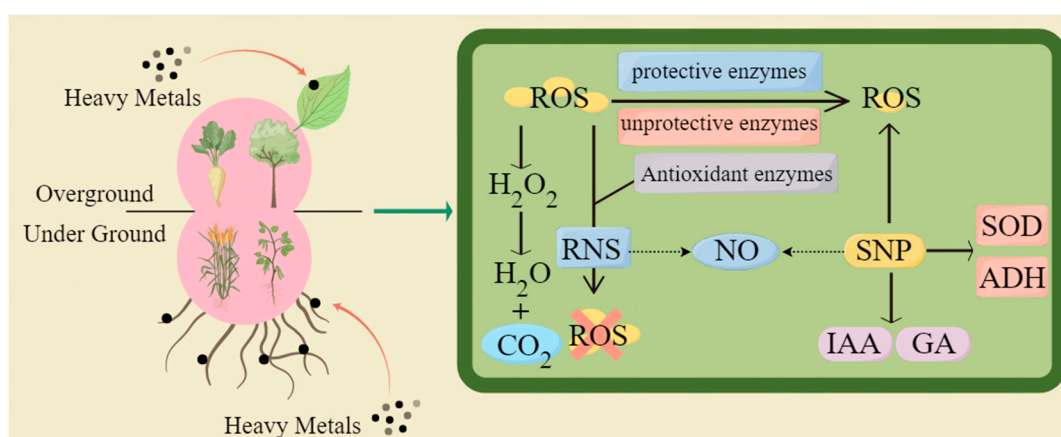 Heavy Metals
Overground
Under Ground
Heavy Metals
protective enzymes
ROS
ROS
unprotective enzymes
Antioxidant enzymes
H₂O₂
RNS
NO
SNP
SOD
ADH
H₂O
+
CO₂
ROS
IAA
GA